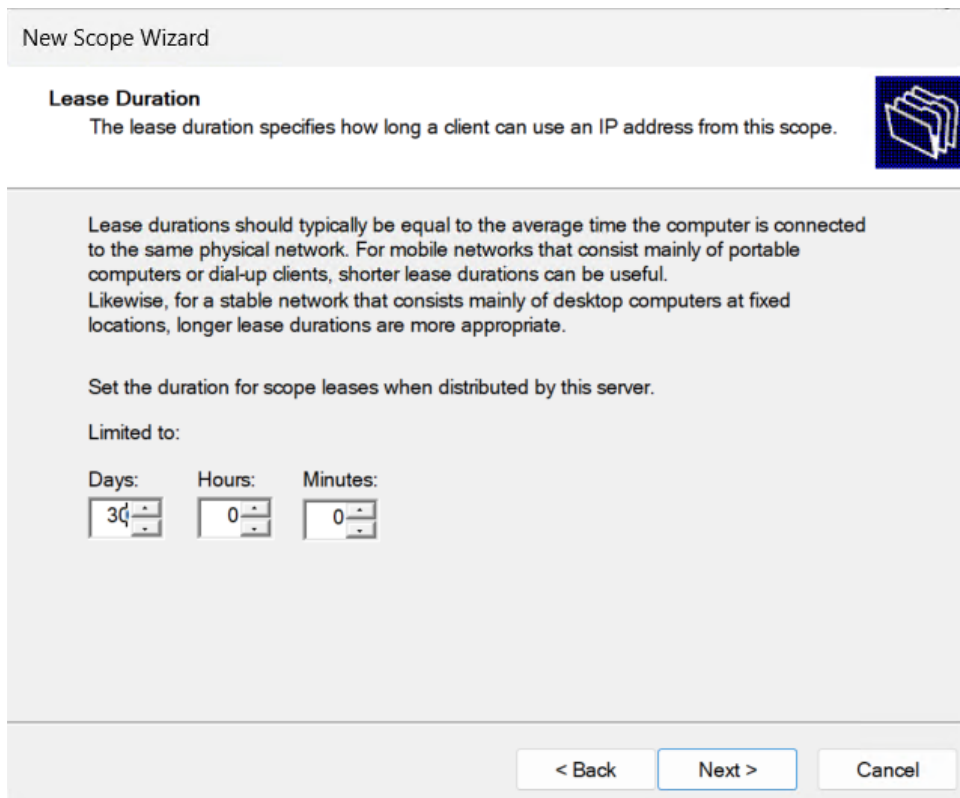 New Scope Wizard
Lease Duration
The lease duration specifies how long a client can use an IP address from this scope.
Lease durations should typically be equal to the average time the computer is connected
to the same physical network. For mobile networks that consist mainly of portable
computers or dial-up clients, shorter lease durations can be useful.
Likewise, for a stable network that consists mainly of desktop computers at fixed
locations, longer lease durations are more appropriate.
Set the duration for scope leases when distributed by this server.
Limited to:
Days: Hours: Minutes:
30 0 0
< Back Next > Cancel